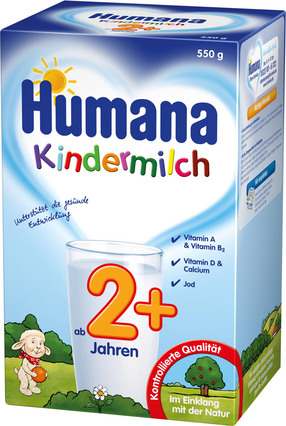 550 g
Humana
Kindermilch
Unterstützt die gesunde
Entwicklung
Vitamin A
& Vitamin B2
Vitamin D &
Calcium
Jod
ab 2+
Jahren
Kontrollierte Qualität
Im Einklang
mit der Natur